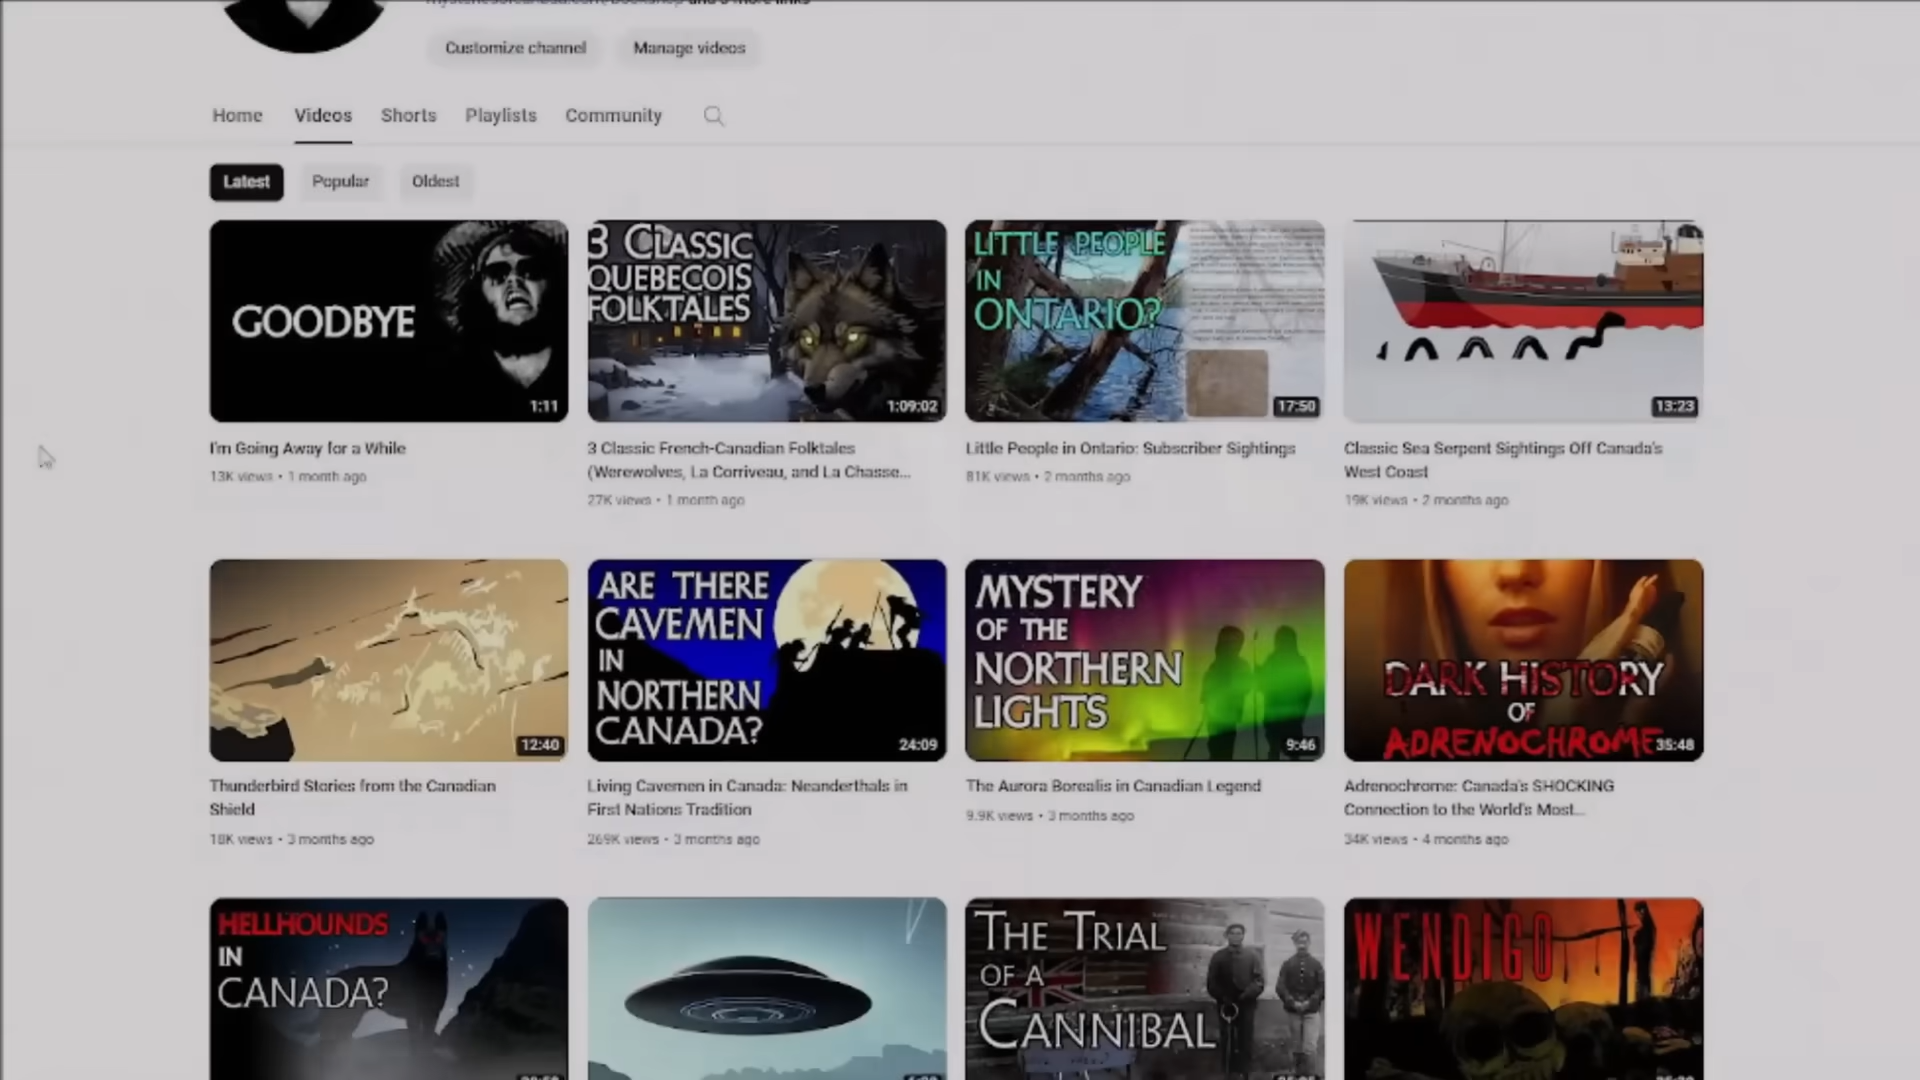 and 3 more links
Customize channel
Manage videos
Home
Videos
Shorts
Playlists
Community
Latest
Popular
Oldest
GOODBYE
1:11
3 CLASSIC
QUEBECOIS
FOLKTALES
1:09:02
LITTLE PEOPLE
IN
ONTARIO?
17:50
13:23
I'm Going Away for a While
13K views • 1 month ago
3 Classic French-Canadian Folktales
(Werewolves, La Corriveau, and La Chasse...
27K views • 1 month ago
Little People in Ontario: Subscriber Sightings
81K views • 2 months ago
Classic Sea Serpent Sightings Off Canada's
West Coast
19K views • 2 months ago
12:40
ARE THERE
CAVEMEN
IN
NORTHERN
CANADA?
24:09
MYSTERY
OF THE
NORTHERN
LIGHTS
9:46
DARK HISTORY
OF
ADRENOCHROME
35:48
Thunderbird Stories from the Canadian
Shield
18K views • 3 months ago
Living Cavemen in Canada: Neanderthals in
First Nations Tradition
269K views • 3 months ago
The Aurora Borealis in Canadian Legend
9.9K views • 3 months ago
Adrenochrome: Canada's SHOCKING
Connection to the World's Most...
34K views • 4 months ago
HELLHOUNDS
IN
CANADA?
THE TRIAL
OF A
CANNIBAL
WENDIGO